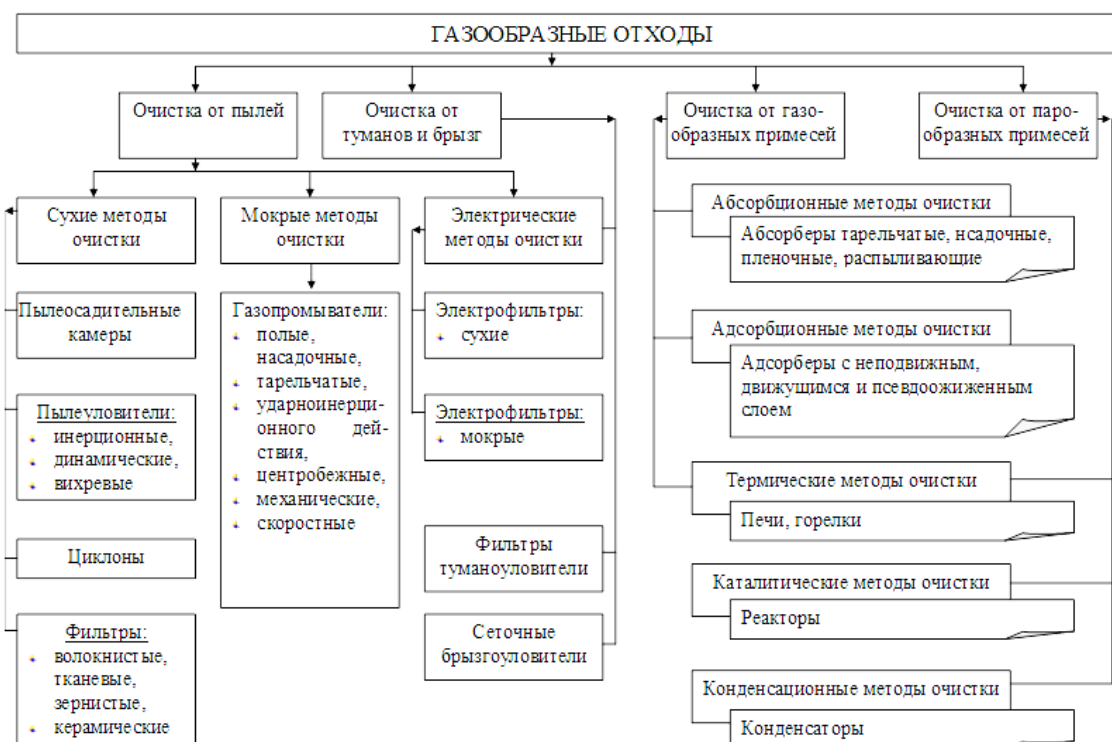 ГАЗООБРАЗНЫЕ ОТХОДЫ
Очистка от пылей
Очистка от
туманов и брызг
Очистка от газо-
образных примесей
Очистка от паро-
образных примесей
Сухие методы
очистки
Мокрые методы
очистки
Электрические
методы очистки
Пылеосадительные
камеры
Пылеуловители:
инерционные,
динамические,
вихревые
Циклоны
Фильтры:
волокнистые,
тканевые,
зернистые,
керамические
Газопромыватели:
полые,
насадочные,
тарельчатые,
ударноинерци-
онного дей-
ствия,
центробежные,
механические,
скоростные
Электрофильтры:
сухие
Электрофильтры:
мокрые
Фильтры
туманоуловители
Сеточные
брызгоуловители
Абсорбционные методы очистки
Абсорберы тарельчатые, нсадочные,
пленочные, распыливающие
Адсорбционные методы очистки
Адсорберы с неподвижным,
движущимся и псевдоожиженным
слоем
Термические методы очистки
Печи, горелки
Каталитические методы очистки
Реакторы
Конденсационные методы очистки
Конденсаторы